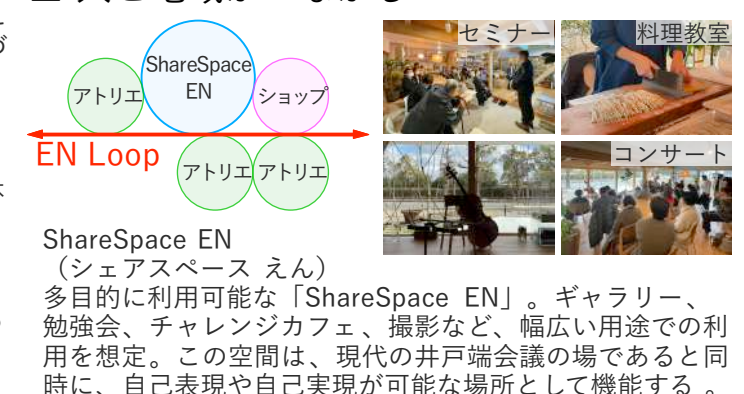 ShareSpace
EN
アトリエ
ショップ
EN Loop
アトリエ
アトリエ
セミナー
料理教室
コンサート
ShareSpace EN
（シェアスペース えん）
多目的に利用可能な「ShareSpace EN」。ギャラリー、
勉強会、チャレンジカフェ、撮影など、幅広い用途での利
用を想定。この空間は、現代の井戸端会議の場であると同
時に、自己表現や自己実現が可能な場所として機能する 。